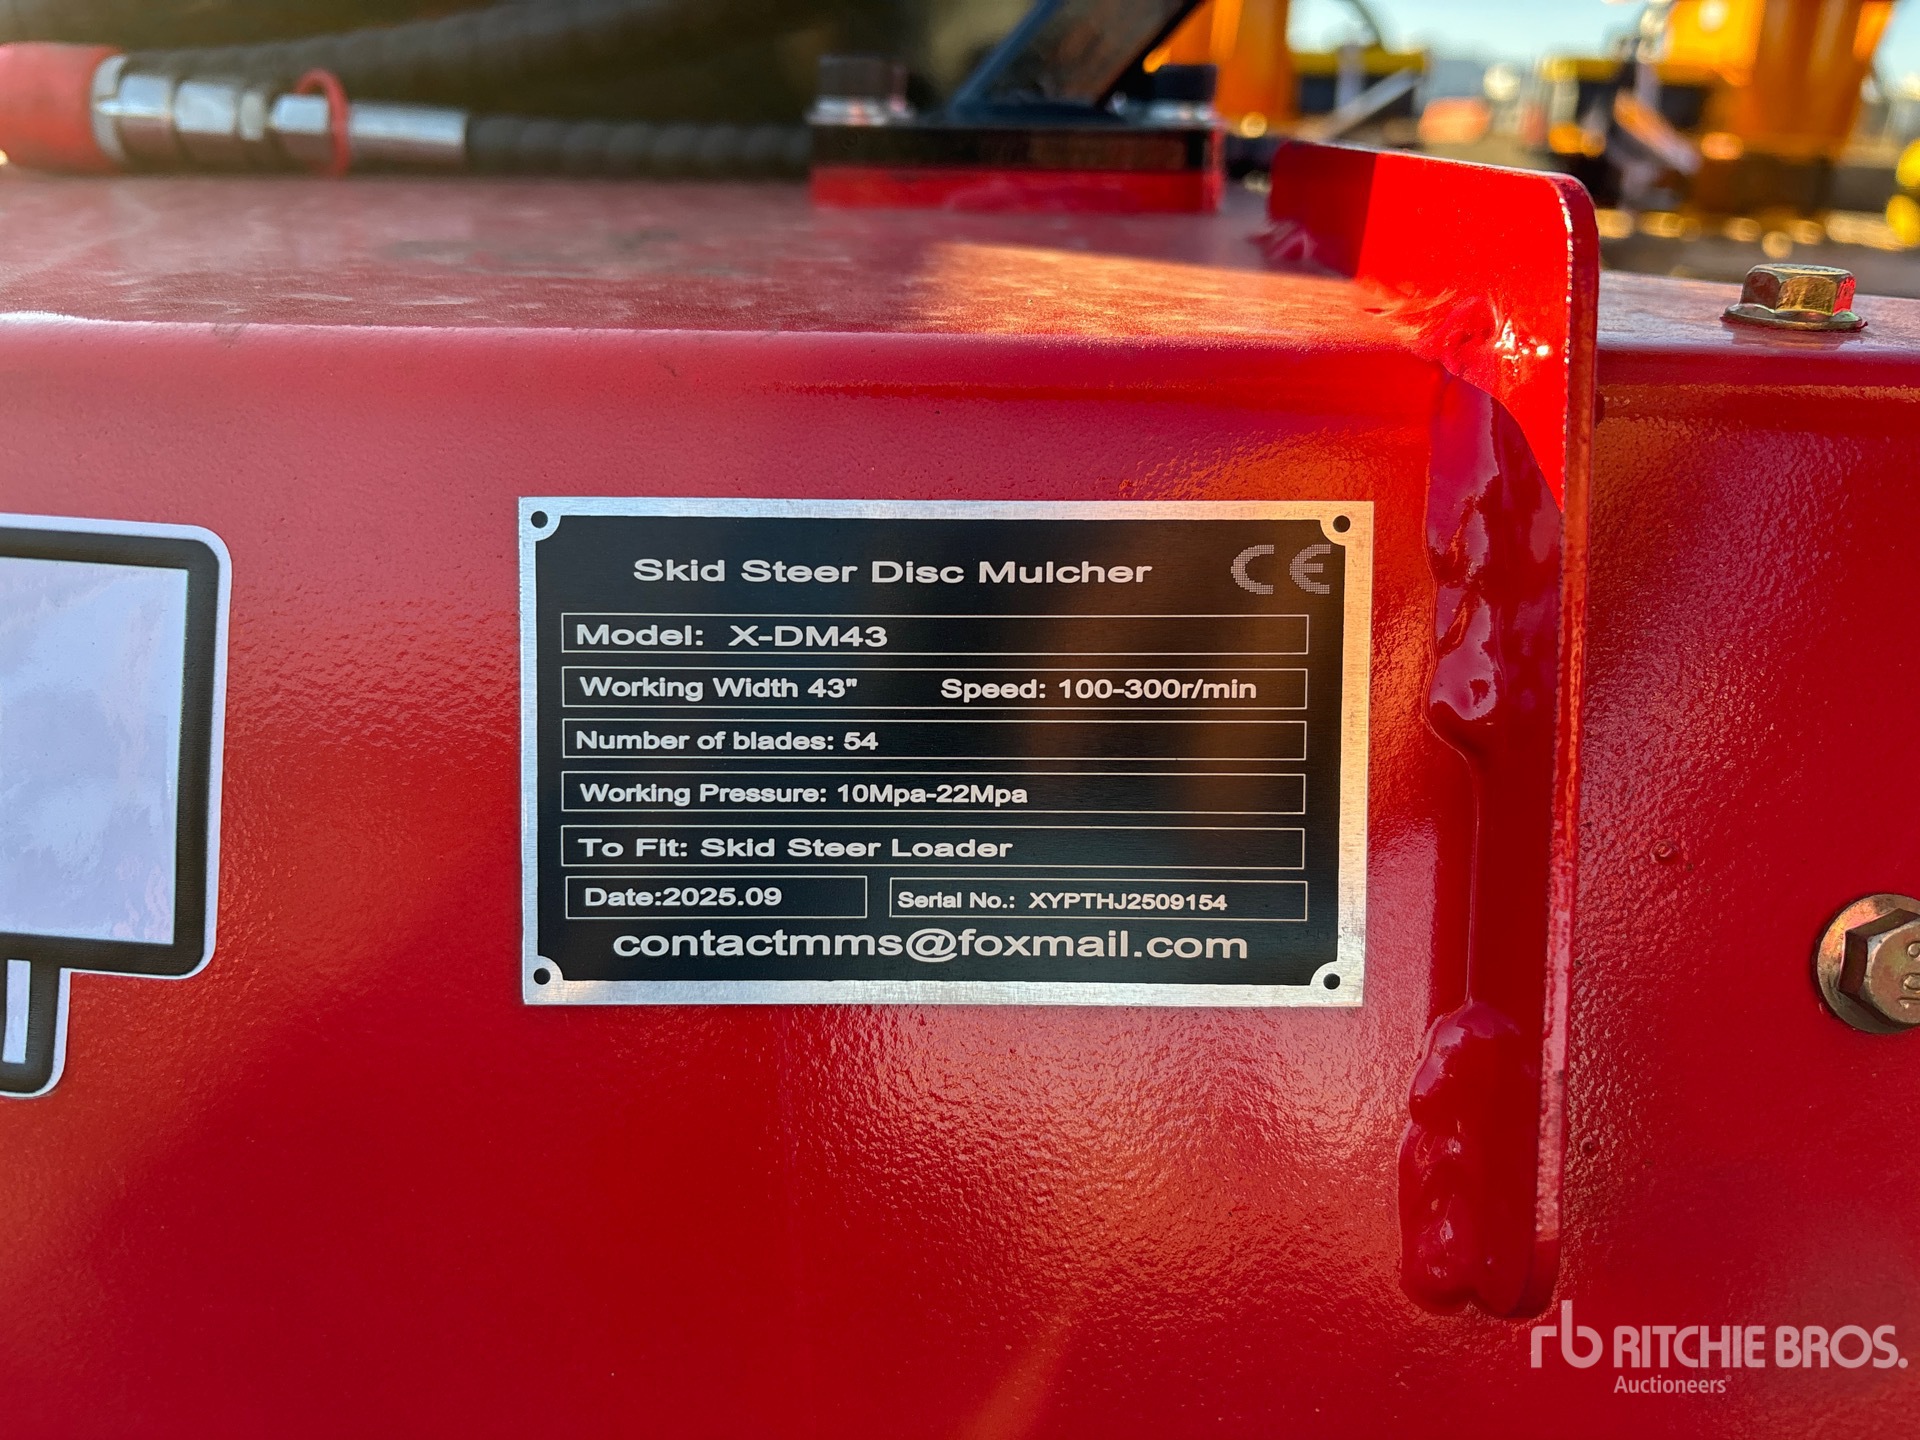 Skid Steer Disc Mulcher CE
Model: X-DM43
Working Width 43" Speed: 100-300r/min
Number of blades: 54
Working Pressure: 10Mpa-22Mpa
To Fit: Skid Steer Loader
Date:2025.09 Serial No.: XYPTHJ2509154
contactmms@foxmail.com
10.9
rb RITCHIE BROS.
Auctioneers